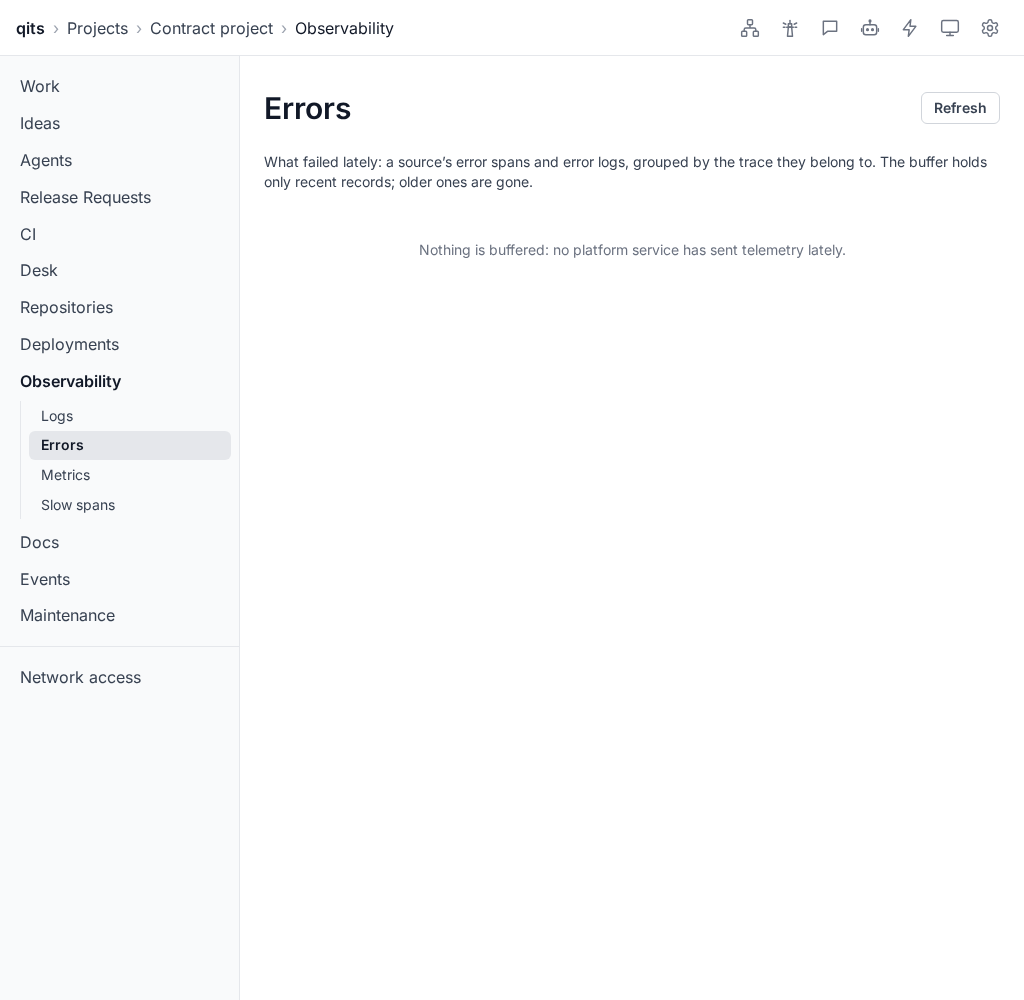 qits › Projects › Contract project › Observability
Work
Ideas
Agents
Release Requests
CI
Desk
Repositories
Deployments
Observability
Logs
Errors
Metrics
Slow spans
Docs
Events
Maintenance
Network access
Errors
Refresh
What failed lately: a source’s error spans and error logs, grouped by the trace they belong to. The buffer holds
only recent records; older ones are gone.
Nothing is buffered: no platform service has sent telemetry lately.